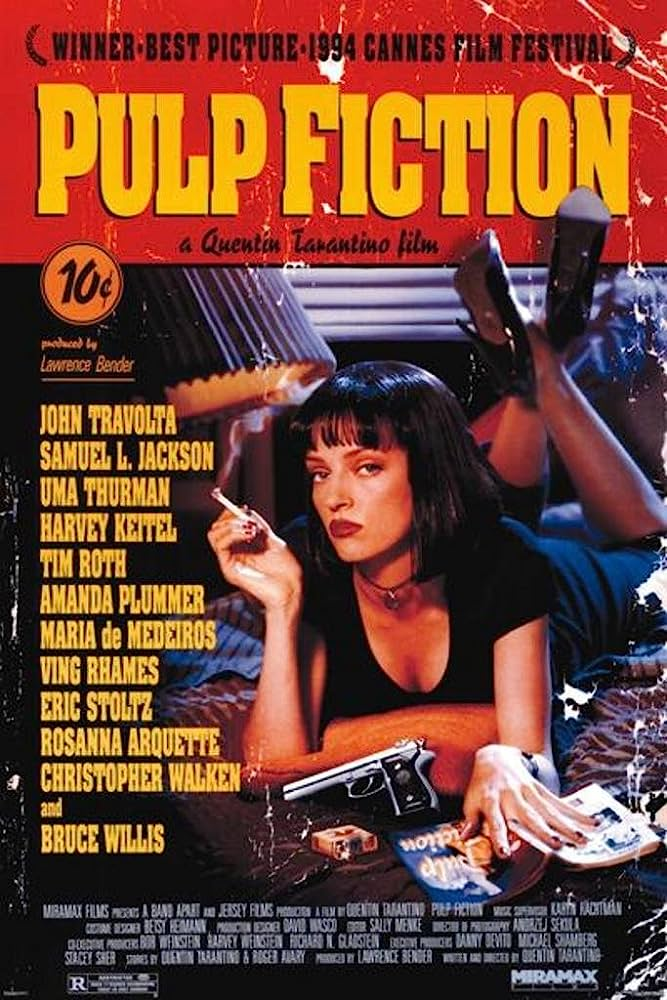 WINNER·BEST PICTURE·1994 CANNES FILM FESTIVAL
PULP FICTION
a Quentin Tarantino film
10¢
produced by
Lawrence Bender
JOHN TRAVOLTA
SAMUEL L. JACKSON
UMA THURMAN
HARVEY KEITEL
TIM ROTH
AMANDA PLUMMER
MARIA de MEDEIROS
VING RHAMES
ERIC STOLTZ
ROSANNA ARQUETTE
CHRISTOPHER WALKEN
and
BRUCE WILLIS
Pulp
Fiction
MIRAMAX FILMS PRESENTS A BAND APART AND JERSEY FILMS PRODUCTION A FILM BY QUENTIN TARANTINO PULP FICTION MUSIC SUPERVISOR KARYN RACHTMAN
COSTUME DESIGNER BETSY HEIMANN PRODUCTION DESIGNER DAVID WASCO EDITOR SALLY MENKE DIRECTOR OF PHOTOGRAPHY ANDRZEJ SEKULA
CO-EXECUTIVE PRODUCERS BOB WEINSTEIN HARVEY WEINSTEIN RICHARD N. GLADSTEIN EXECUTIVE PRODUCERS DANNY DEVITO MICHAEL SHAMBERG
STACEY SHER STORIES BY QUENTIN TARANTINO & ROGER AVARY PRODUCED BY LAWRENCE BENDER WRITTEN AND DIRECTED BY QUENTIN TARANTINO
R RESTRICTED
MIRAMAX